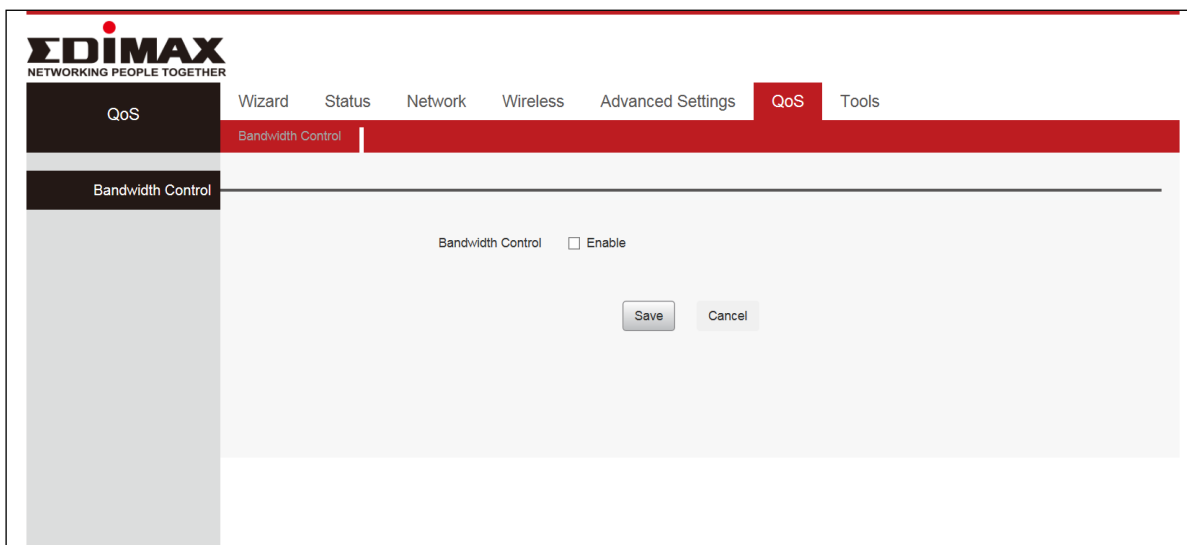 EDIMAX
NETWORKING PEOPLE TOGETHER
QoS
Wizard Status Network Wireless Advanced Settings QoS Tools
Bandwidth Control
Bandwidth Control
Bandwidth Control Enable
Save Cancel